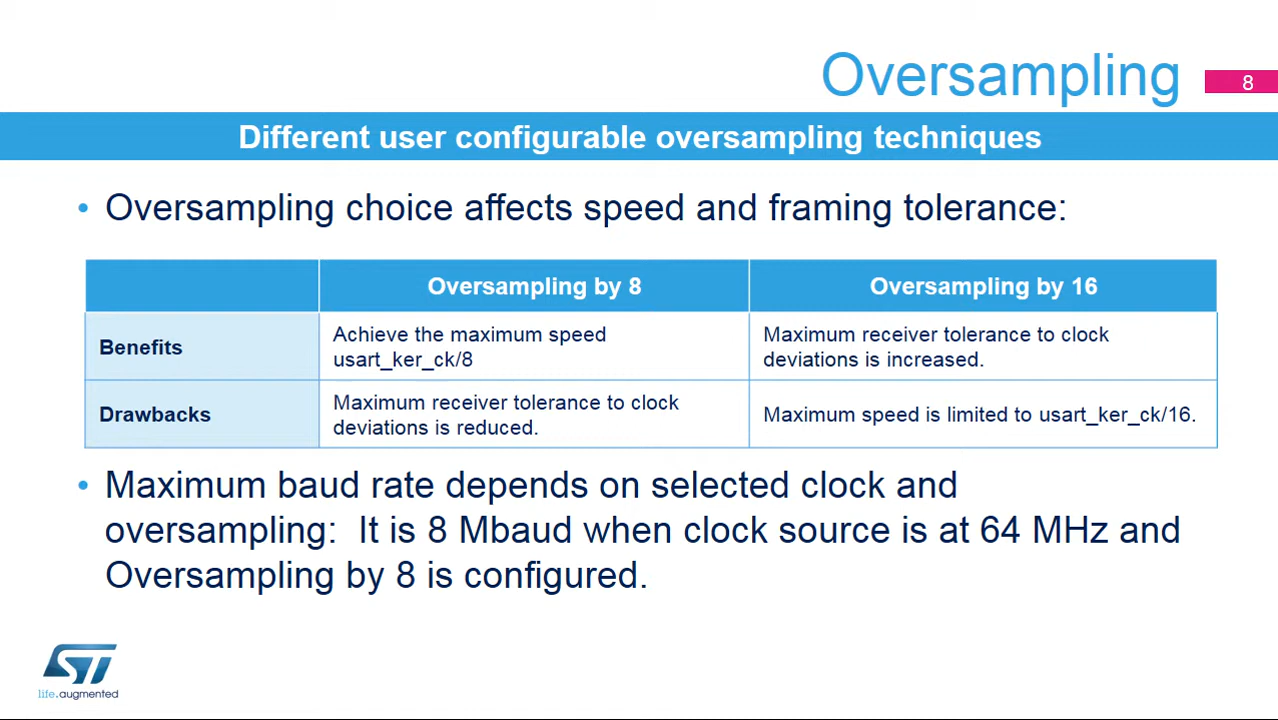 Oversampling
8
Different user configurable oversampling techniques
• Oversampling choice affects speed and framing tolerance:
Oversampling by 8
Oversampling by 16
Benefits
Achieve the maximum speed
usart_ker_ck/8
Maximum receiver tolerance to clock
deviations is increased.
Drawbacks
Maximum receiver tolerance to clock
deviations is reduced.
Maximum speed is limited to usart_ker_ck/16.
• Maximum baud rate depends on selected clock and
oversampling: It is 8 Mbaud when clock source is at 64 MHz and
Oversampling by 8 is configured.
ST
life.augmented